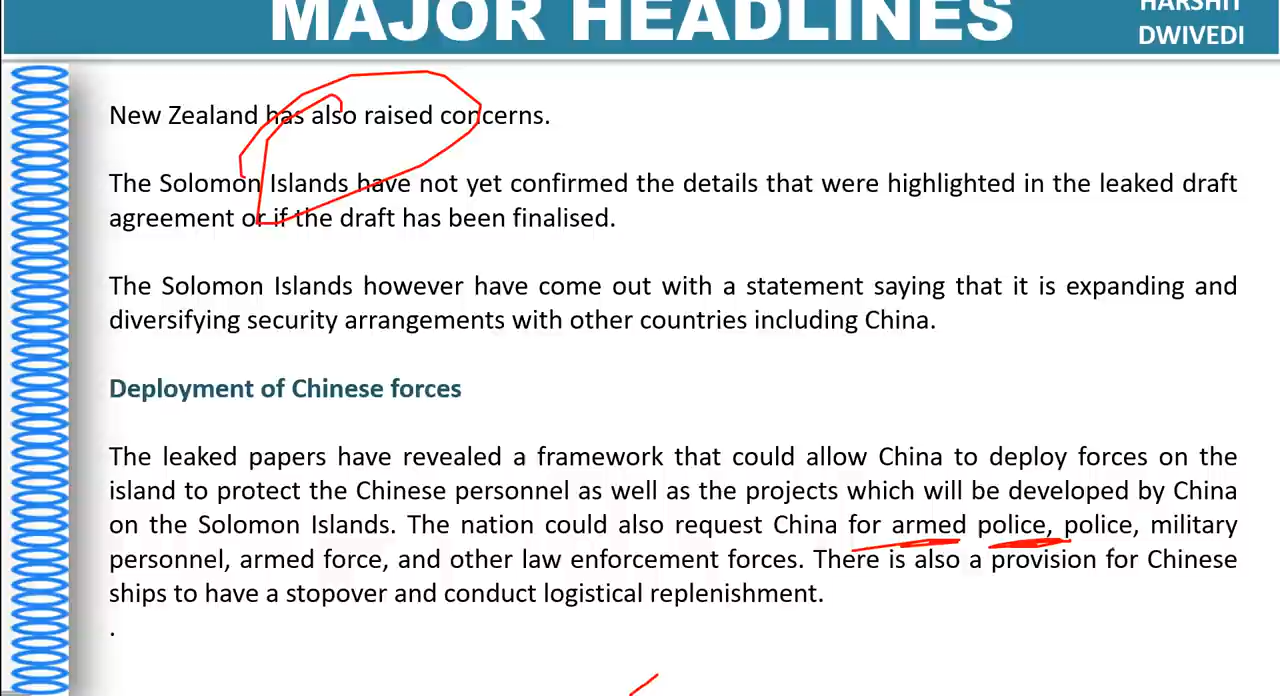 MAJOR HEADLINES
HARSHIT
DWIVEDI
New Zealand has also raised concerns.
The Solomon Islands have not yet confirmed the details that were highlighted in the leaked draft
agreement or if the draft has been finalised.
The Solomon Islands however have come out with a statement saying that it is expanding and
diversifying security arrangements with other countries including China.
Deployment of Chinese forces
The leaked papers have revealed a framework that could allow China to deploy forces on the
island to protect the Chinese personnel as well as the projects which will be developed by China
on the Solomon Islands. The nation could also request China for armed police, police, military
personnel, armed force, and other law enforcement forces. There is also a provision for Chinese
ships to have a stopover and conduct logistical replenishment.
.